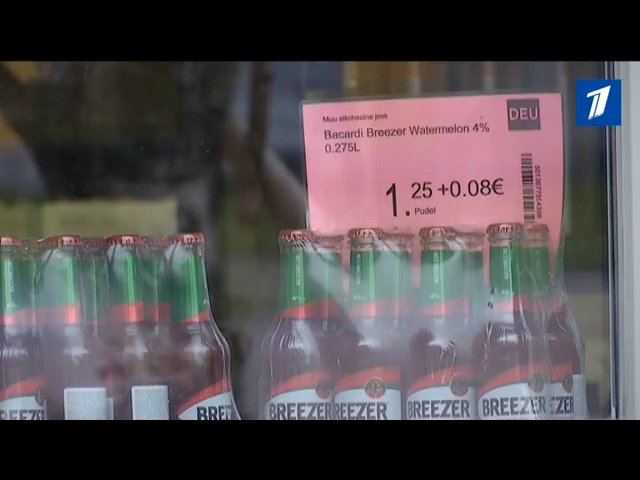 Muu alkohoolne jook
DEU
Bacardi Breezer Watermelon 4%
0.275L
1. 25 +0.08€
Pudel
BREEZER
BREEZER
BREEZER
BREEZER
BREEZER